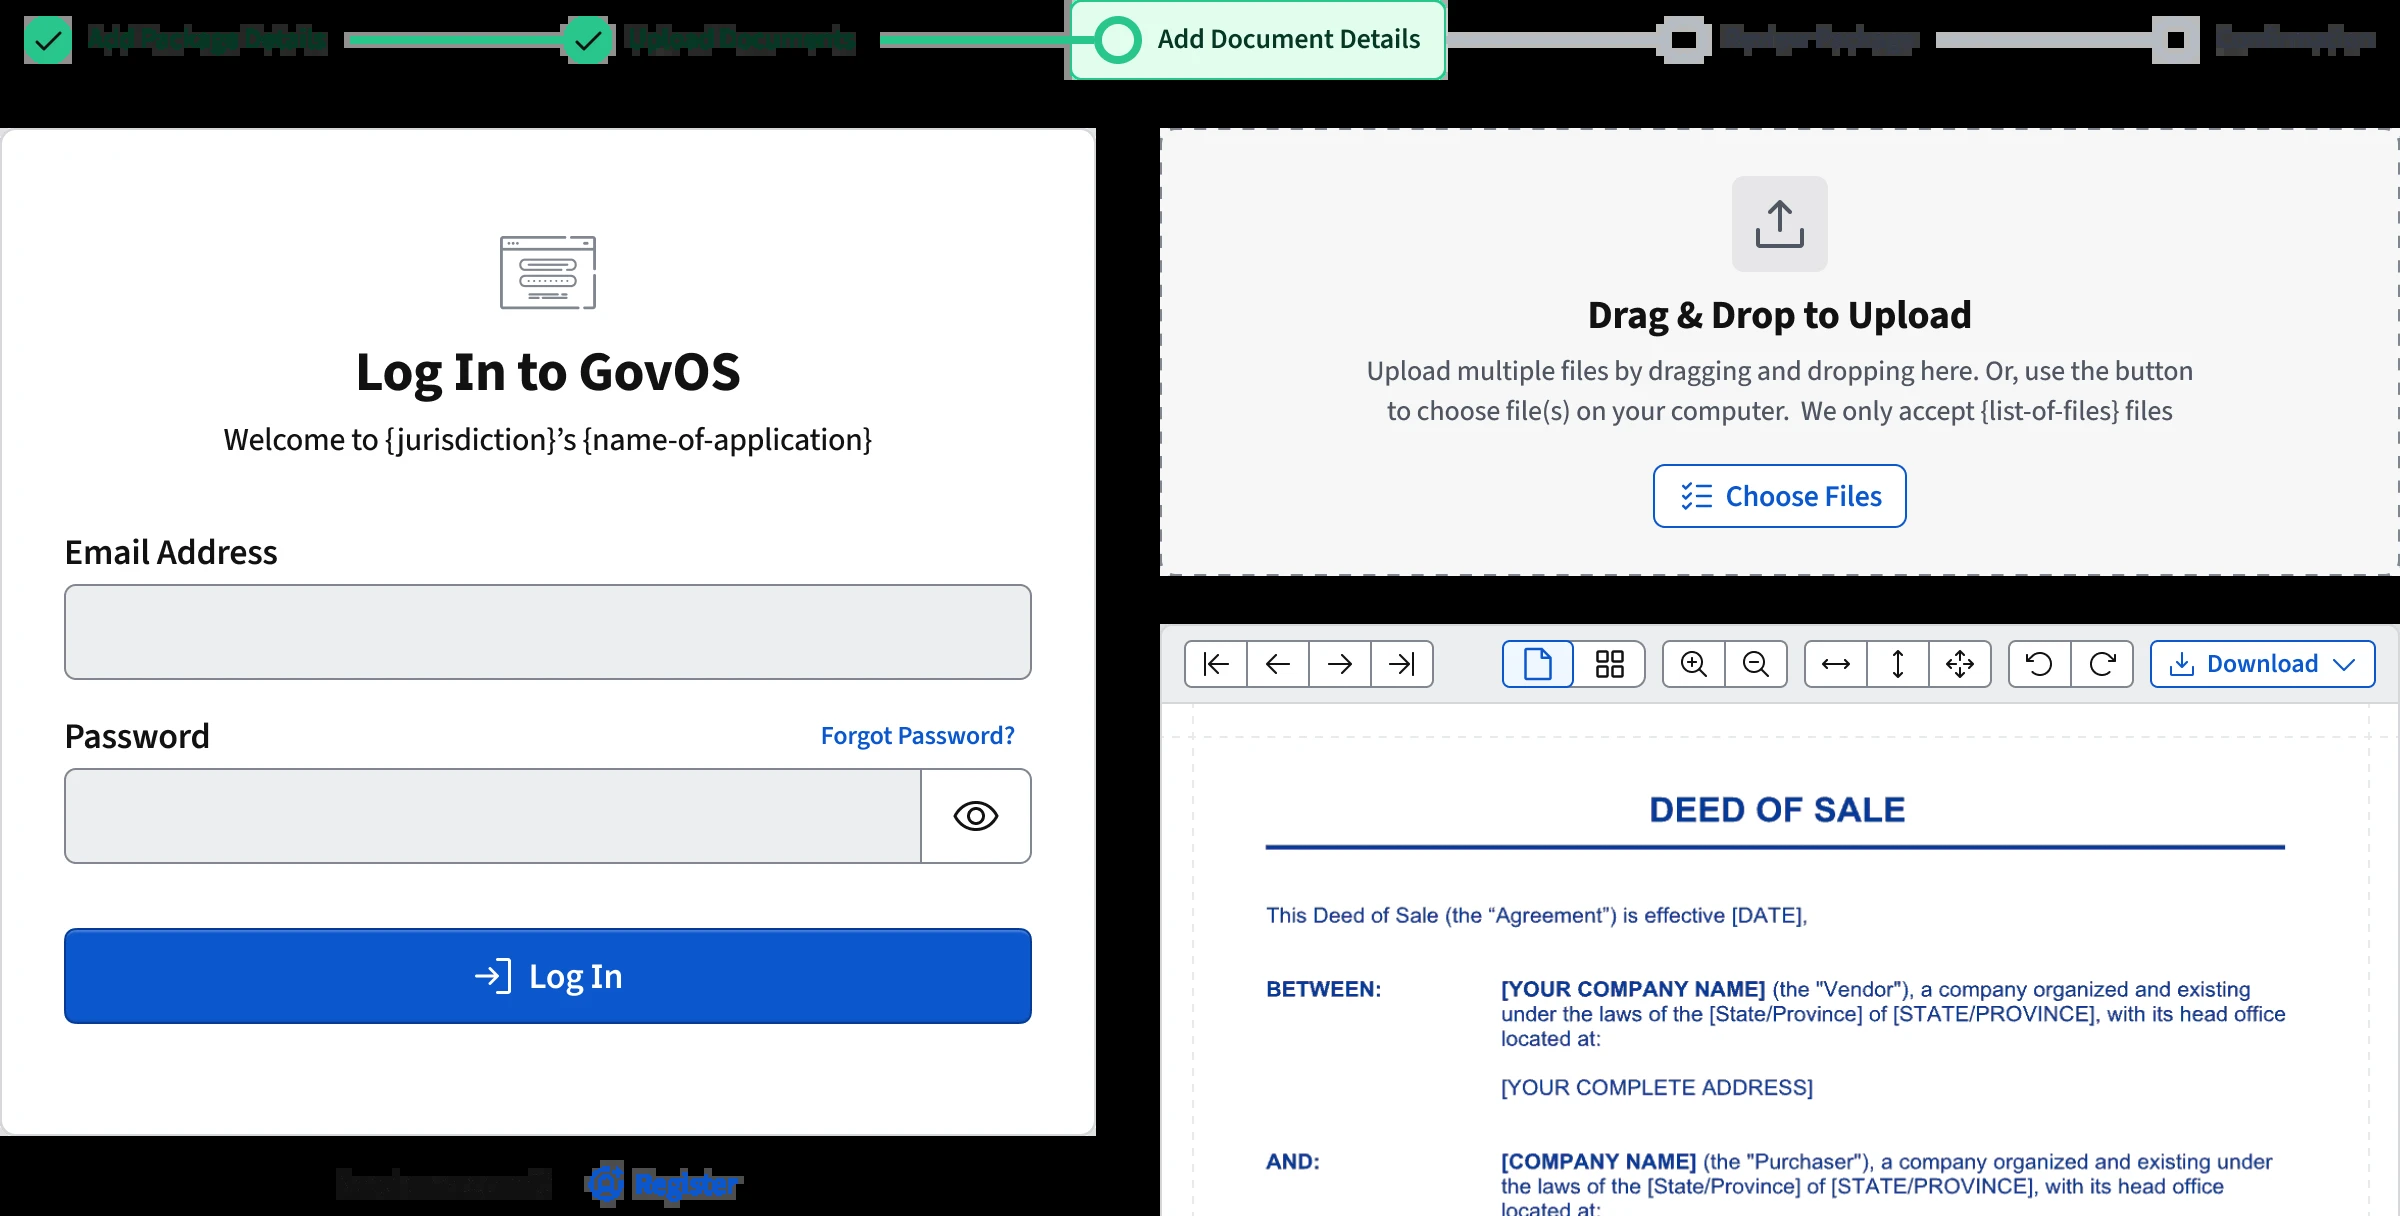 Add Package Details
Upload Documents
Add Document Details
Log In to GovOS
Welcome to {jurisdiction}’s {name-of-application}
Email Address
Password
Forgot Password?
Log In
Register
Drag & Drop to Upload
Upload multiple files by dragging and dropping here. Or, use the button
to choose file(s) on your computer.  We only accept {list-of-files} files
Choose Files
Download
DEED OF SALE
This Deed of Sale (the “Agreement”) is effective [DATE],
BETWEEN:
[YOUR COMPANY NAME] (the "Vendor"), a company organized and existing
under the laws of the [State/Province] of [STATE/PROVINCE], with its head office
located at:
[YOUR COMPLETE ADDRESS]
AND:
[COMPANY NAME] (the "Purchaser"), a company organized and existing under
the laws of the [State/Province] of [STATE/PROVINCE], with its head office
located at: